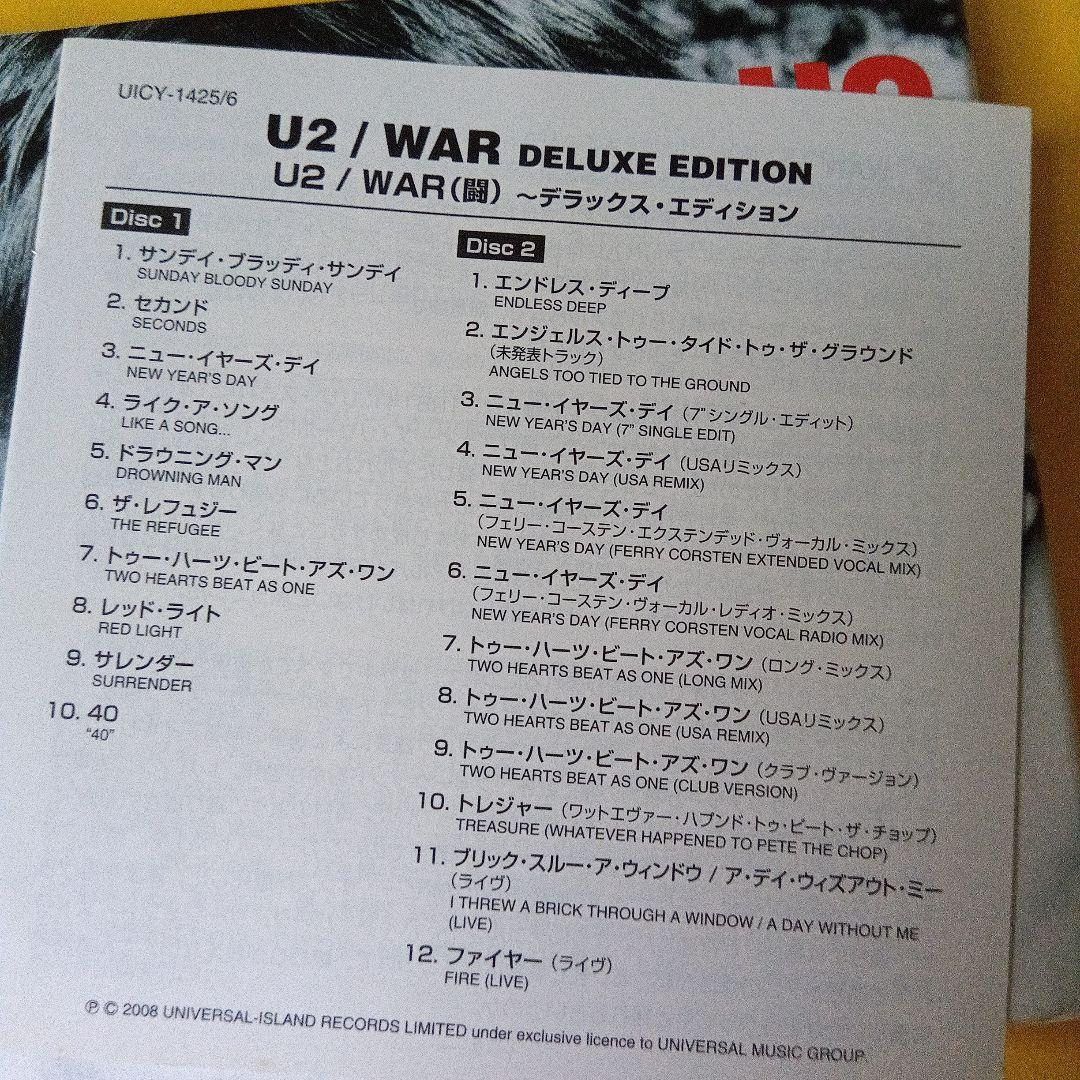 U2
UICY-1425/6
U2 / WAR DELUXE EDITION
U2 / WAR(闘) ～デラックス・エディション
Disc 1
1. サンデイ・ブラッディ・サンデイ
SUNDAY BLOODY SUNDAY
2. セカンド
SECONDS
3. ニュー・イヤーズ・デイ
NEW YEAR'S DAY
4. ライク・ア・ソング
LIKE A SONG...
5. ドラウニング・マン
DROWNING MAN
6. ザ・レフュジー
THE REFUGEE
7. トゥー・ハーツ・ビート・アズ・ワン
TWO HEARTS BEAT AS ONE
8. レッド・ライト
RED LIGHT
9. サレンダー
SURRENDER
10. 40
"40"
Disc 2
1. エンドレス・ディープ
ENDLESS DEEP
2. エンジェルス・トゥー・タイド・トゥ・ザ・グラウンド
(未発表トラック)
ANGELS TOO TIED TO THE GROUND
3. ニュー・イヤーズ・デイ (7"シングル・エディット)
NEW YEAR'S DAY (7" SINGLE EDIT)
4. ニュー・イヤーズ・デイ (USAリミックス)
NEW YEAR'S DAY (USA REMIX)
5. ニュー・イヤーズ・デイ
(フェリー・コーステン・エクステンデッド・ヴォーカル・ミックス)
NEW YEAR'S DAY (FERRY CORSTEN EXTENDED VOCAL MIX)
6. ニュー・イヤーズ・デイ
(フェリー・コーステン・ヴォーカル・レディオ・ミックス)
NEW YEAR'S DAY (FERRY CORSTEN VOCAL RADIO MIX)
7. トゥー・ハーツ・ビート・アズ・ワン (ロング・ミックス)
TWO HEARTS BEAT AS ONE (LONG MIX)
8. トゥー・ハーツ・ビート・アズ・ワン (USAリミックス)
TWO HEARTS BEAT AS ONE (USA REMIX)
9. トゥー・ハーツ・ビート・アズ・ワン (クラブ・ヴァージョン)
TWO HEARTS BEAT AS ONE (CLUB VERSION)
10. トレジャー (ワットエヴァー・ハプンド・トゥ・ピート・ザ・チョップ)
TREASURE (WHATEVER HAPPENED TO PETE THE CHOP)
11. ブリック・スルー・ア・ウィンドウ / ア・デイ・ウィズアウト・ミー
(ライヴ)
I THREW A BRICK THROUGH A WINDOW / A DAY WITHOUT ME
(LIVE)
12. ファイヤー (ライヴ)
FIRE (LIVE)
℗ © 2008 UNIVERSAL-ISLAND RECORDS LIMITED under exclusive licence to UNIVERSAL MUSIC GROUP.